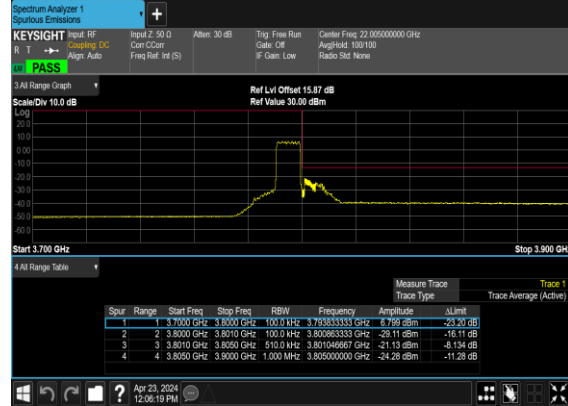 Spectrum Analyzer 1
Spurious Emissions
+
KEYSIGHT Input: RF Input Z: 50 Ω Atten: 30 dB Trig: Free Run Center Freq: 22.005000000 GHz
R T Coupling: DC Corr CCorr Gate: Off Avg|Hold: 100/100
Align: Auto Freq Ref: Int (S) IF Gain: Low Radio Std: None
PASS
3 All Range Graph Ref Lvl Offset 15.87 dB
Scale/Div 10.0 dB Ref Value 30.00 dBm
Log
20.0
10.0
0.00
-10.0
-20.0
-30.0
-40.0
-50.0
-60.0
Start 3.700 GHz Stop 3.900 GH
4 All Range Table
Measure Trace Trace 1
Trace Type Trace Average (Active)
Spur Range Start Freq Stop Freq RBW Frequency Amplitude ΔLimit
1 1 3.7000 GHz 3.8000 GHz 100.0 kHz 3.793833333 GHz 6.799 dBm -23.20 dB
2 2 3.8000 GHz 3.8010 GHz 100.0 kHz 3.800863333 GHz -29.11 dBm -16.11 dB
3 3 3.8010 GHz 3.8050 GHz 510.0 kHz 3.801046667 GHz -21.13 dBm -8.134 dB
4 4 3.8050 GHz 3.9000 GHz 1.000 MHz 3.805000000 GHz -24.28 dBm -11.28 dB
? Apr 23, 2024
12:06:19 PM